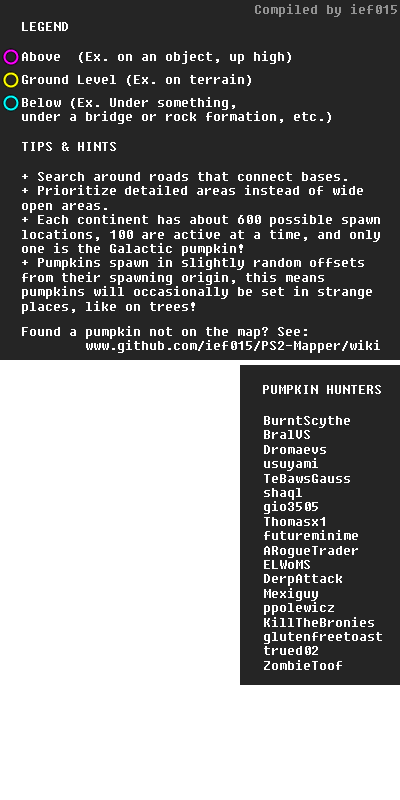 Compiled by ief015
LEGEND
Above (Ex. on an object, up high)
Ground Level (Ex. on terrain)
Below (Ex. Under something,
under a bridge or rock formation, etc.)
TIPS & HINTS
+ Search around roads that connect bases.
+ Prioritize detailed areas instead of wide
open areas.
+ Each continent has about 600 possible spawn
locations, 100 are active at a time, and only
one is the Galactic pumpkin!
+ Pumpkins spawn in slightly random offsets
from their spawning origin, this means
pumpkins will occasionally be set in strange
places, like on trees!
Found a pumpkin not on the map? See:
www.github.com/ief015/PS2-Mapper/wiki
PUMPKIN HUNTERS
BurntScythe
BralVS
Dromaevs
usuyami
TeBawsGauss
shaql
gio3505
Thomasx1
futureminime
ARogueTrader
ELWoMS
DerpAttack
Mexiguy
ppolewicz
KillTheBronies
glutenfreetoast
trued02
ZombieToof